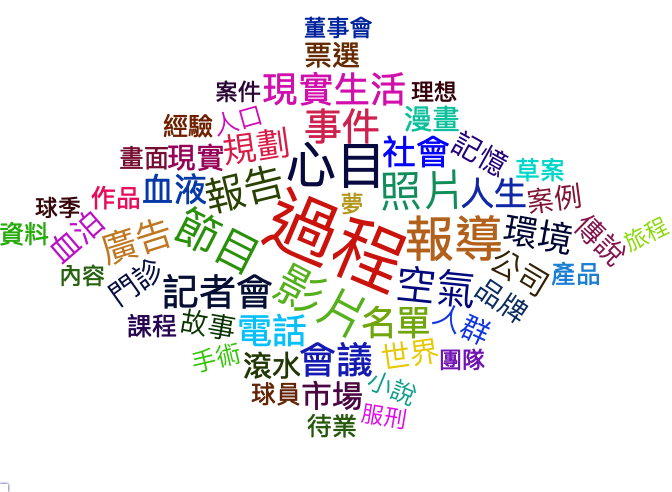 董事會
票選
案件
現實生活
理想
經驗
人口
事件
漫畫
畫面
現實
規劃
心目
社會
記憶
草案
球季
作品
血液
報告
照片
人生
案例
夢
資料
血泊
廣告
節目
過程
報導
環境
傳說
旅程
內容
門診
記者會
影片
空氣
公司
品牌
產品
課程
故事
電話
名單
人群
手術
滾水
會議
世界
團隊
球員
市場
小說
服刑
待業